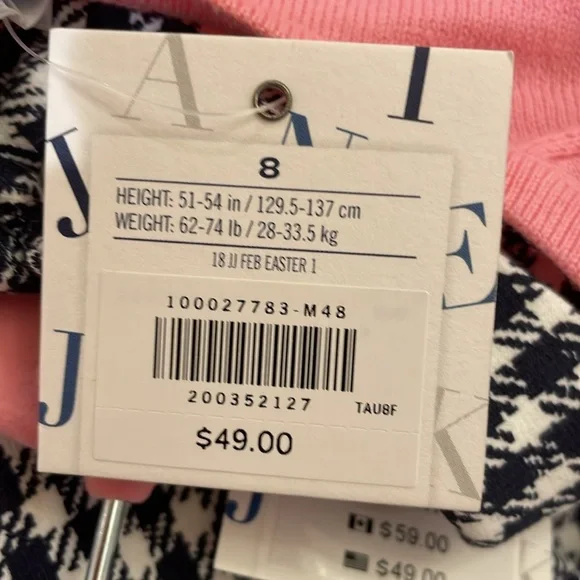 8
HEIGHT: 51-54 in / 129.5-137 cm
WEIGHT: 62-74 lb / 28-33.5 kg
18 JJ FEB EASTER 1
100027783-M48
200352127 TAU8F
$49.00
$59.00
$49.00